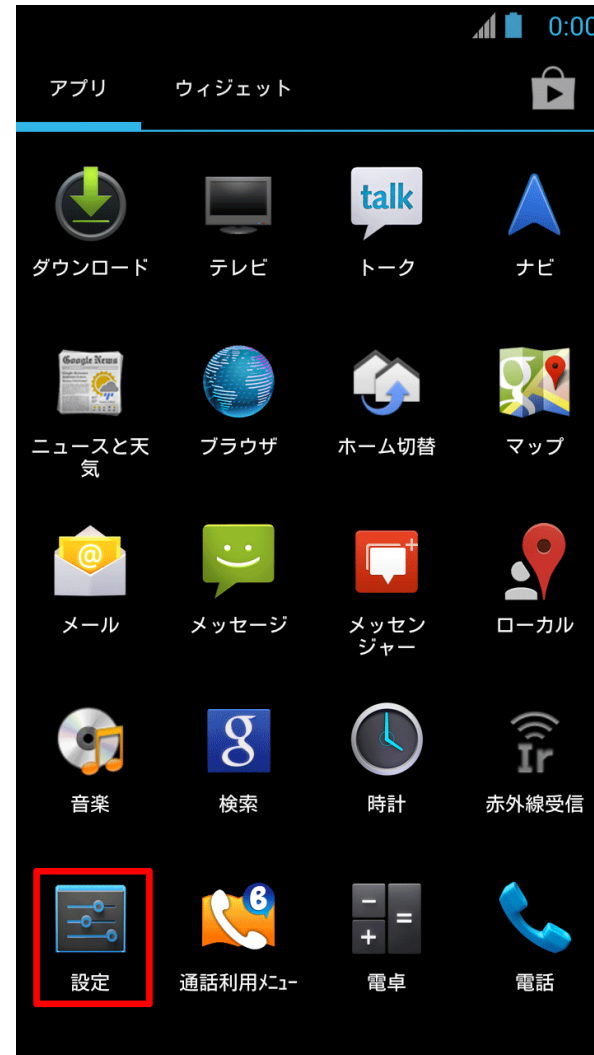 0:00
アプリ ウィジェット
talk
ダウンロード テレビ トーク ナビ
Google News
g
ニュースと天 ブラウザ ホーム切替 マップ
気
@
メール メッセージ メッセン ローカル
ジャー
g
Ir
音楽 検索 時計 赤外線受信
設定 通話利用ﾒﾆｭｰ 電卓 電話